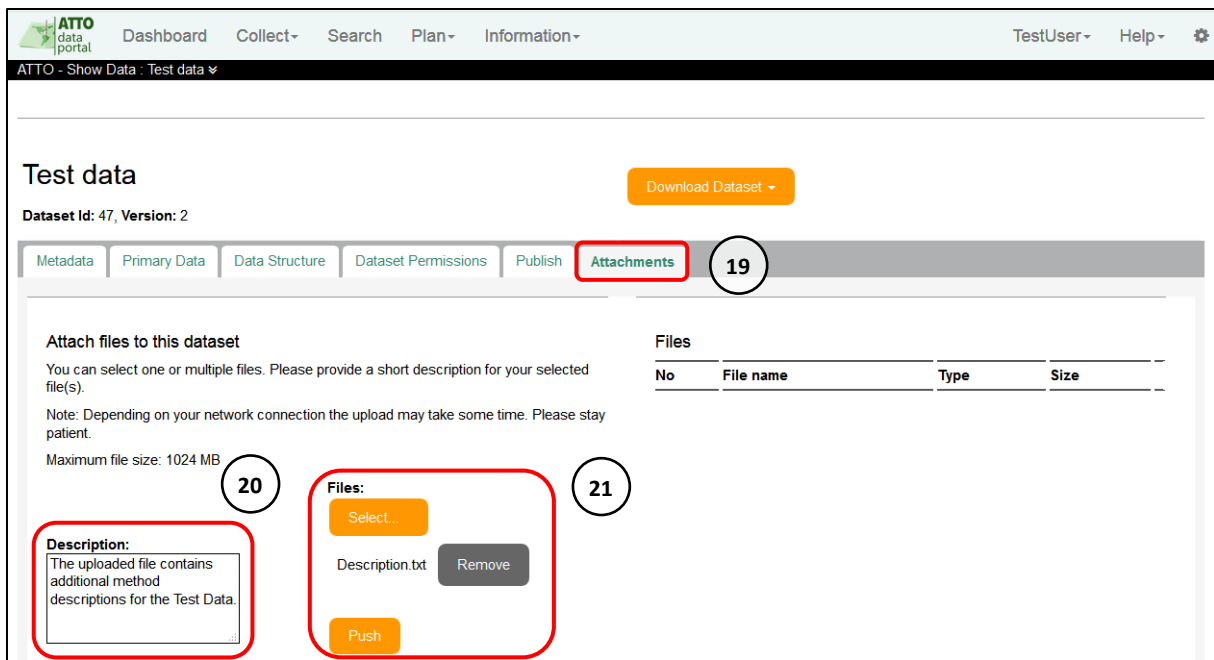 ATTO
data
portal
Dashboard Collect Search Plan Information TestUser Help
ATTO - Show Data : Test data
Test data
Download Dataset
Dataset Id: 47, Version: 2
Metadata Primary Data Data Structure Dataset Permissions Publish Attachments
19
Attach files to this dataset
You can select one or multiple files. Please provide a short description for your selected
file(s).
Note: Depending on your network connection the upload may take some time. Please stay
patient.
Maximum file size: 1024 MB
Files
No File name Type Size
20
21
Description:
The uploaded file contains
additional method
descriptions for the Test Data.
Files:
Select...
Description.txt Remove
Push